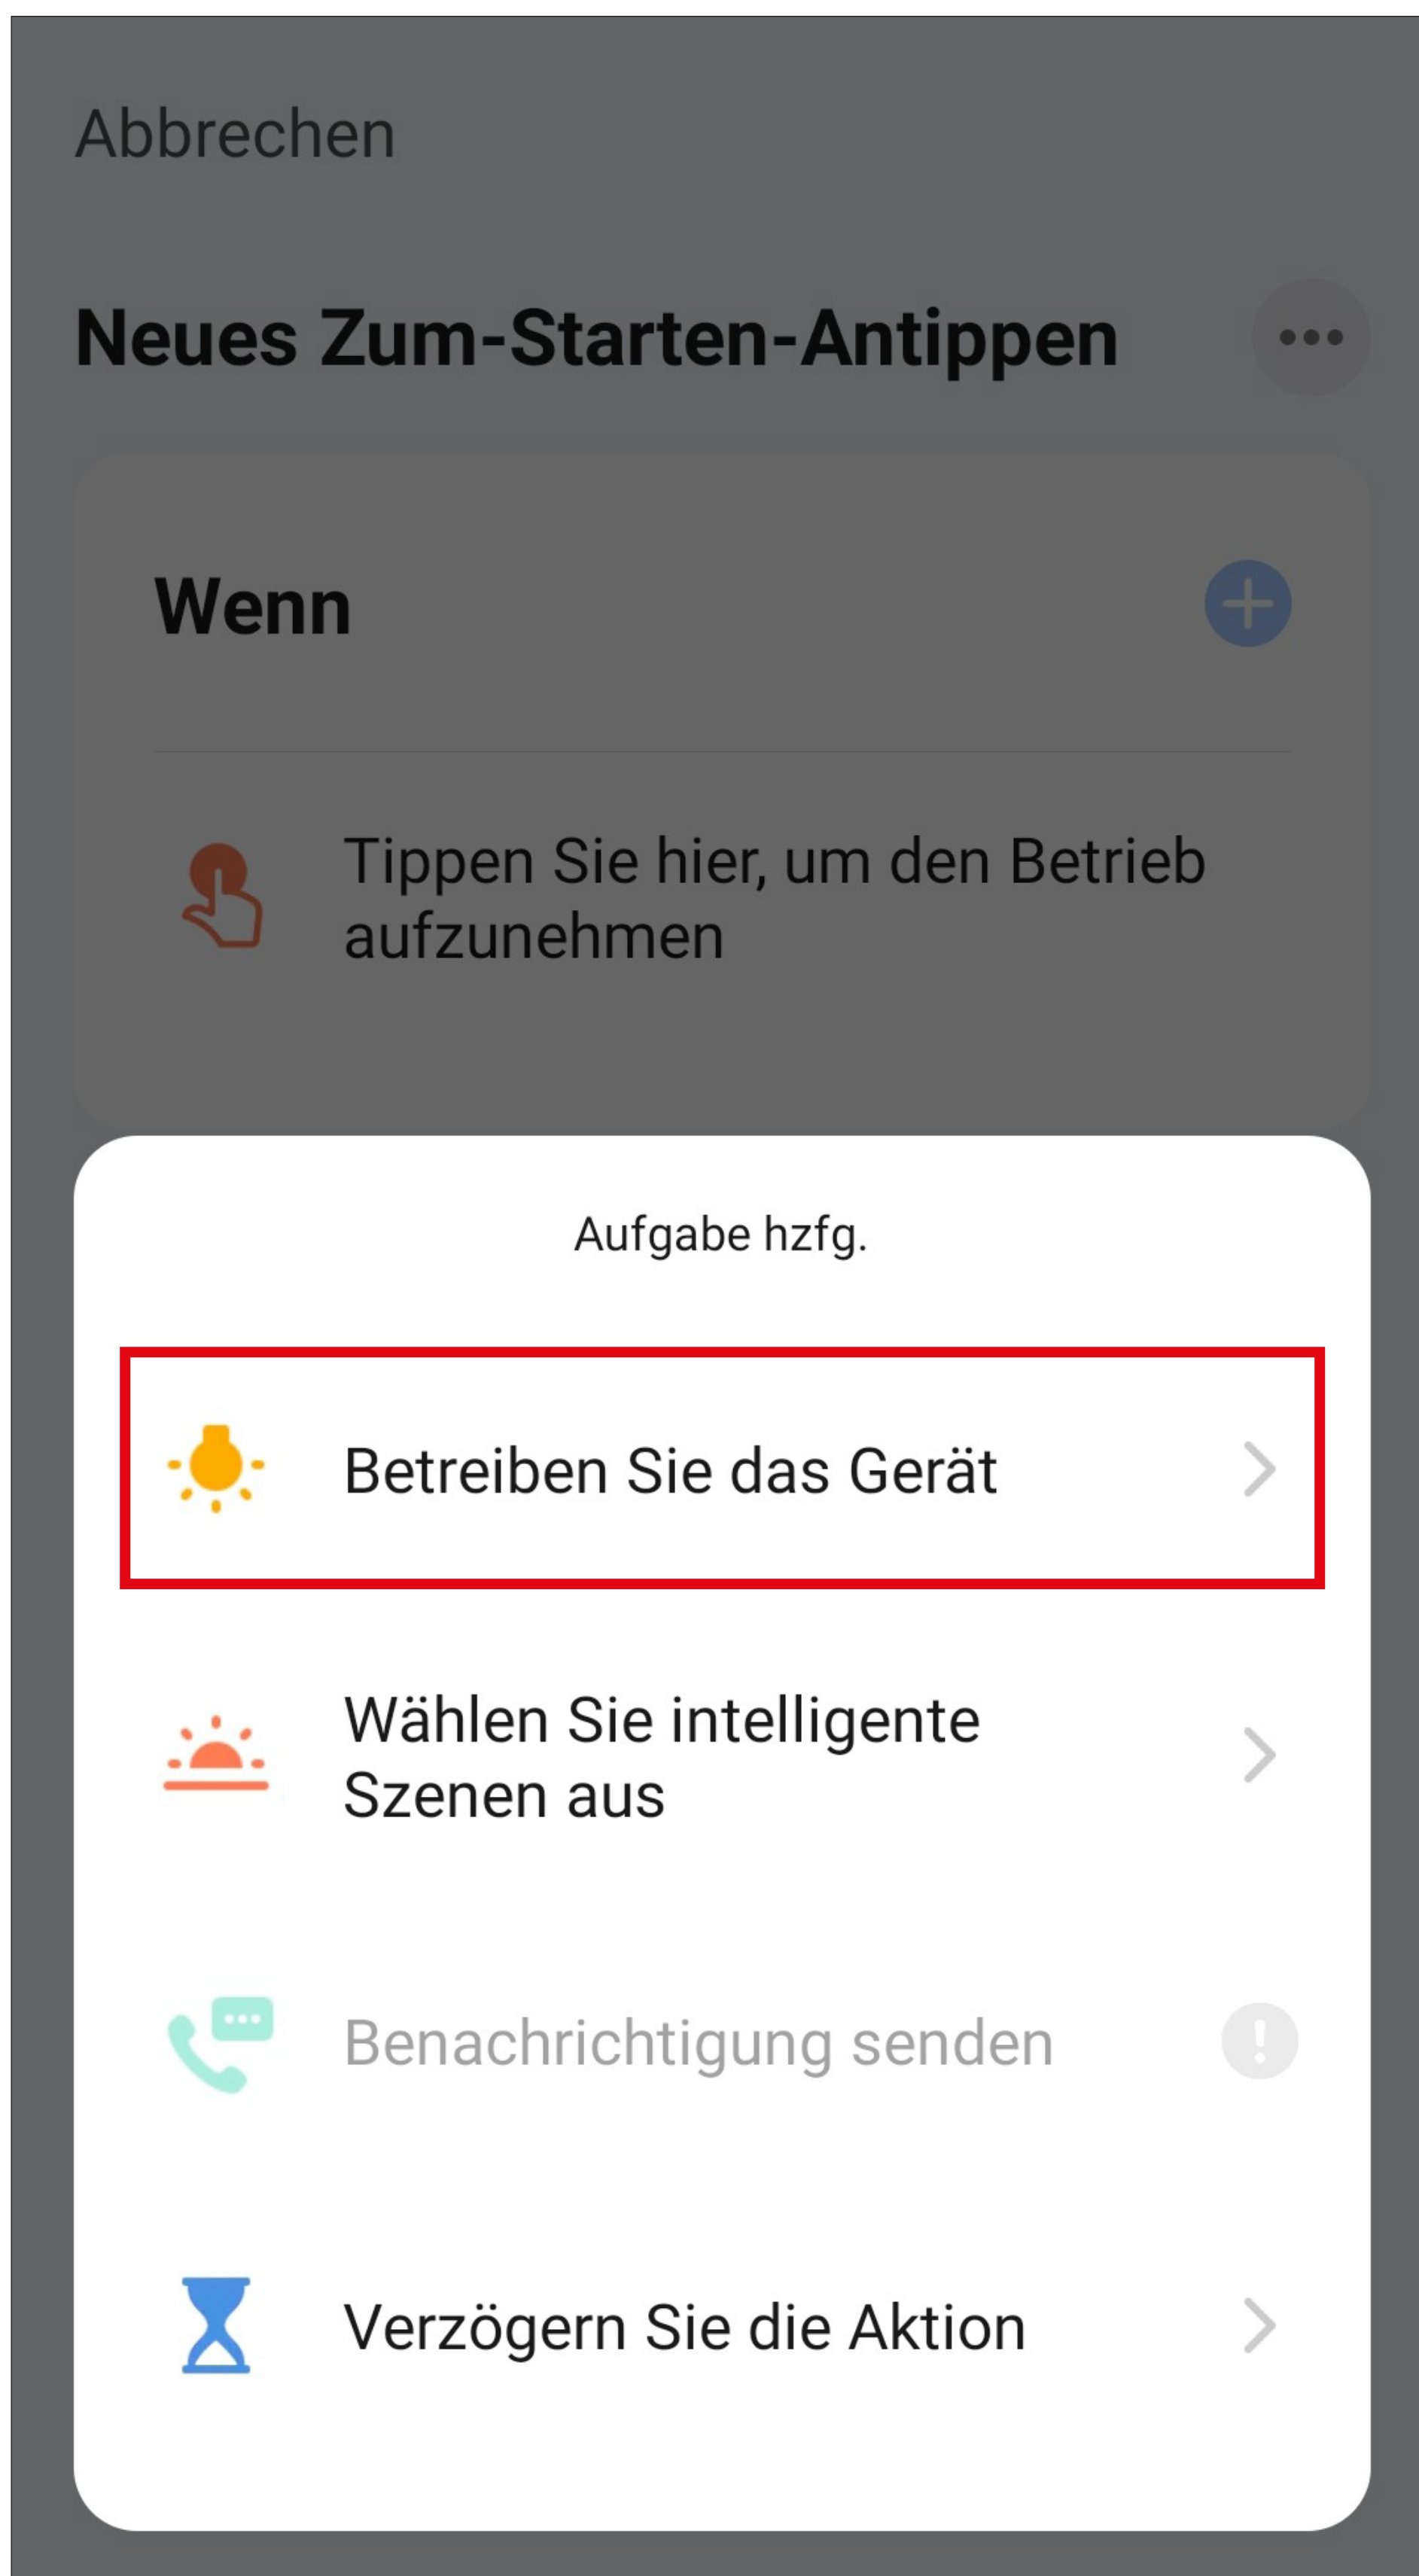 Abbrechen
Neues Zum-Starten-Antippen
Wenn
Tippen Sie hier, um den Betrieb
aufzunehmen
Aufgabe hzfg.
Betreiben Sie das Gerät
Wählen Sie intelligente
Szenen aus
Benachrichtigung senden
Verzögern Sie die Aktion